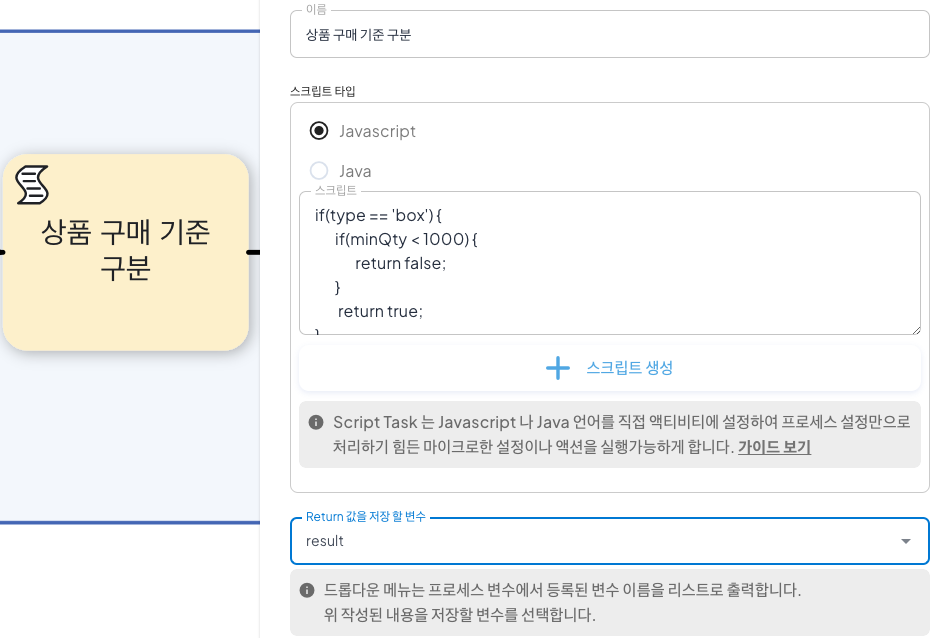 이름
상품 구매 기준 구분
스크립트 타입
Javascript
Java
상품 구매 기준
구분
스크립트
if(type == 'box') {
if(minQty < 1000) {
return false;
}
return true;
}
스크립트 생성
Script Task 는 Javascript 나 Java 언어를 직접 액티비티에 설정하여 프로세스 설정만으로
처리하기 힘든 마이크로한 설정이나 액션을 실행가능하게 합니다. 가이드 보기
Return 값을 저장 할 변수
result
드롭다운 메뉴는 프로세스 변수에서 등록된 변수 이름을 리스트로 출력합니다.
위 작성된 내용을 저장할 변수를 선택합니다.